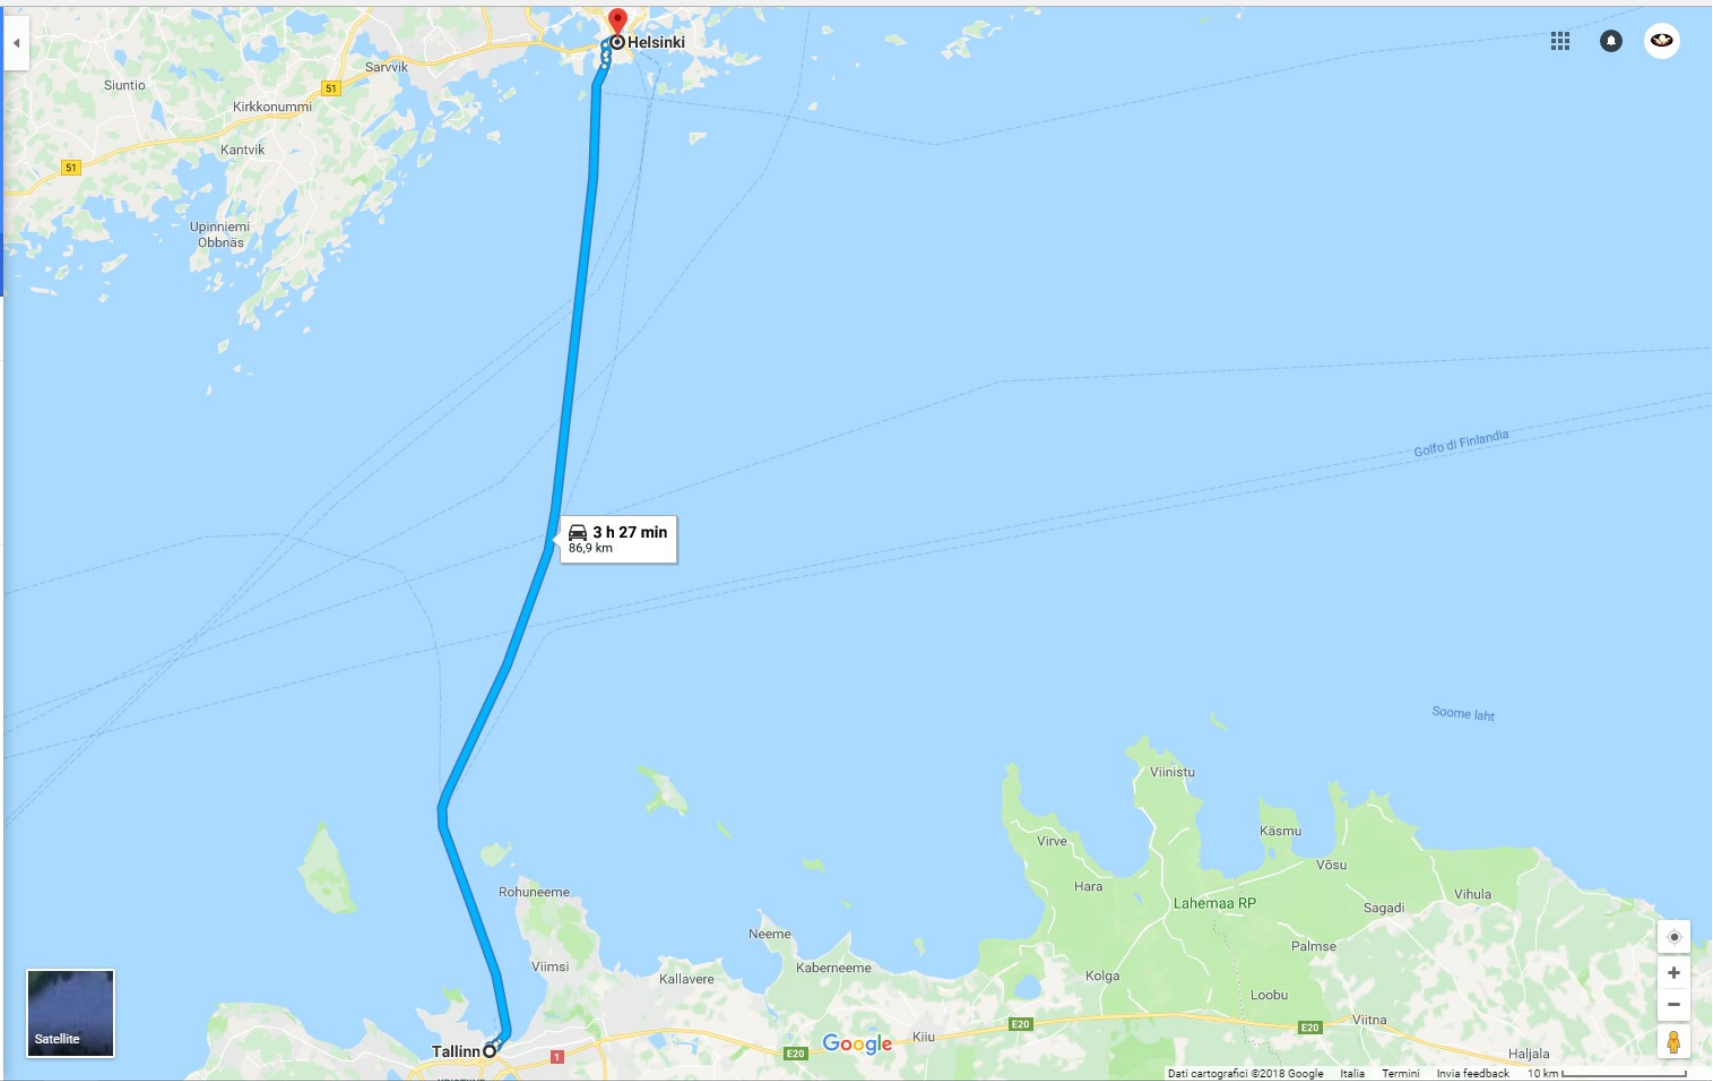 Helsinki
Sarvvik
Siuntio
51
Kirkkonummi
Kantvik
51
Upinniemi
Obbnäs
Golfo di Finlandia
3 h 27 min
86,9 km
Soome laht
Viinistu
Käsmu
Virve
Võsu
Rohuneeme
Hara
Vihula
Lahemaa RP
Sagadi
Neeme
Palmse
Viimsi
Kaberneeme
Kallavere
Kolga
Loobu
Satellite
E20
Viitna
E20
Kiiu
Google
Tallinn
1
E20
Haljala
Dati cartografici ©2018 Google Italia Termini Invia feedback 10 km